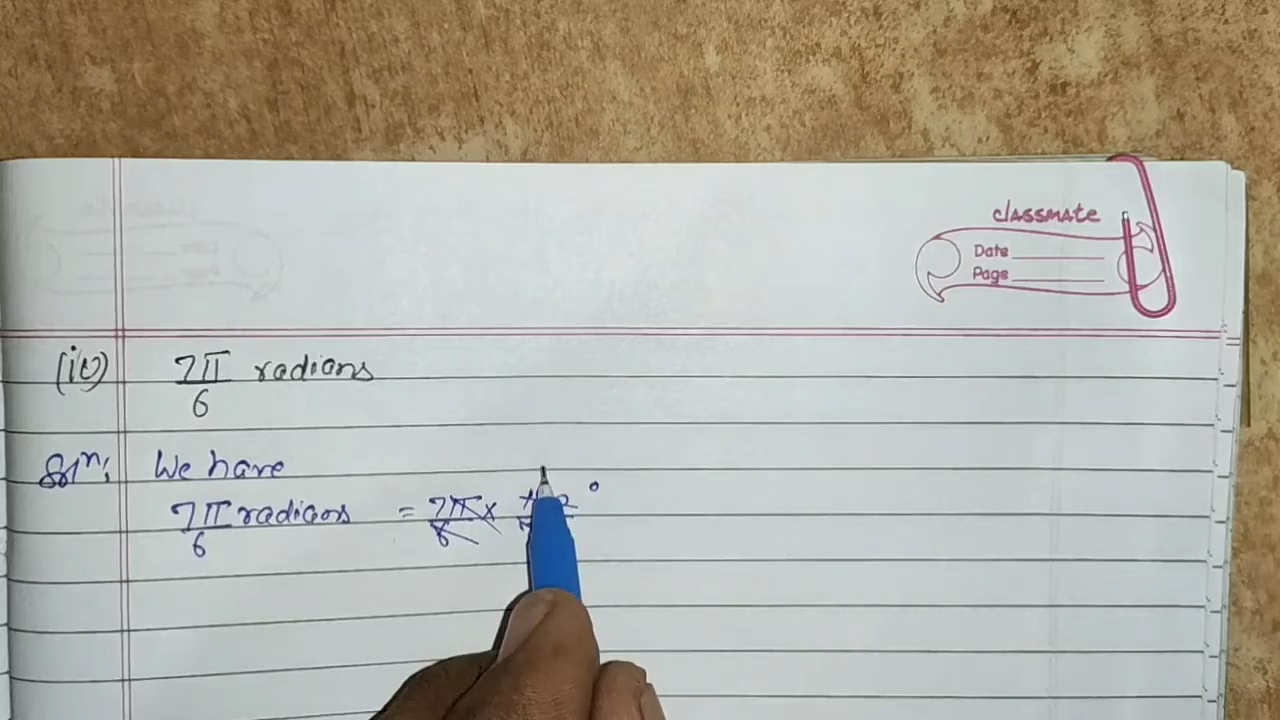 classmate
Date
Page
(iv) 7π/6 radians
Solⁿ: We have
7π/6 radians = 7π/6 ×